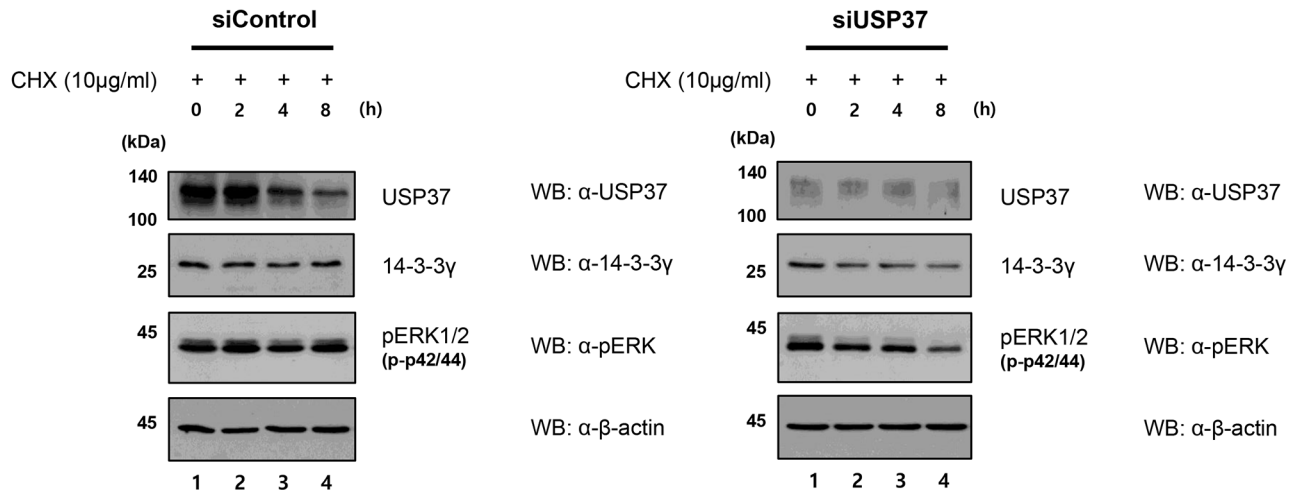 siControl
CHX (10µg/ml) + + + +
0 2 4 8 (h)
(kDa)
140
100
USP37
WB: α-USP37
25
14-3-3γ
WB: α-14-3-3γ
45
pERK1/2
(p-p42/44)
WB: α-pERK
45
WB: α-β-actin
1 2 3 4
siUSP37
CHX (10µg/ml) + + + +
0 2 4 8 (h)
(kDa)
140
100
USP37
WB: α-USP37
25
14-3-3γ
WB: α-14-3-3γ
45
pERK1/2
(p-p42/44)
WB: α-pERK
45
WB: α-β-actin
1 2 3 4